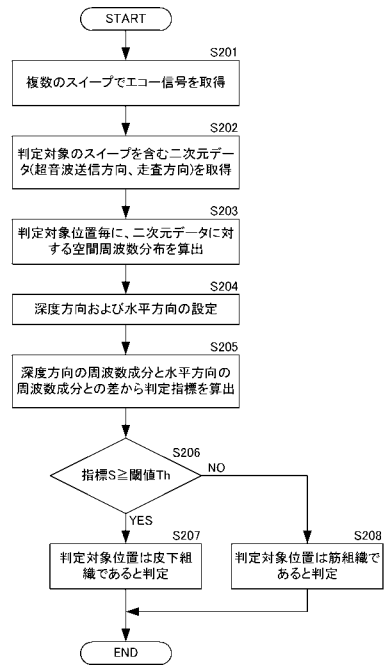 START
S201
複数のスイープでエコー信号を取得
S202
判定対象のスイープを含む二次元デー
タ(超音波送信方向、走査方向)を取得
S203
判定対象位置毎に、二次元データに対
する空間周波数分布を算出
S204
深度方向および水平方向の設定
S205
深度方向の周波数成分と水平方向の
周波数成分との差から判定指標を算出
S206
指標S≧閾値Th
NO
YES
S207
判定対象位置は皮下組
織であると判定
S208
判定対象位置は筋組織で
あると判定
END